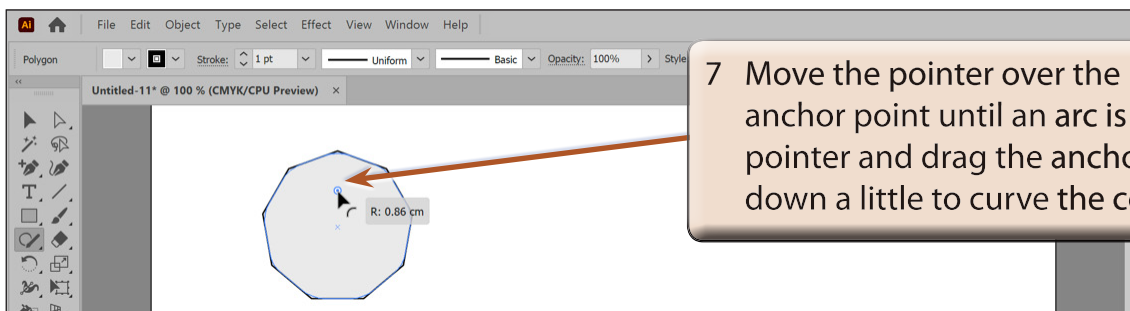 Ai File Edit Object Type Select Effect View Window Help
Polygon Stroke: 1 pt Uniform Basic Opacity: 100% Style
Untitled-11* @ 100 % (CMYK/CPU Preview) ×
R: 0.86 cm
7 Move the pointer over the
anchor point until an arc is
pointer and drag the ancho
down a little to curve the c